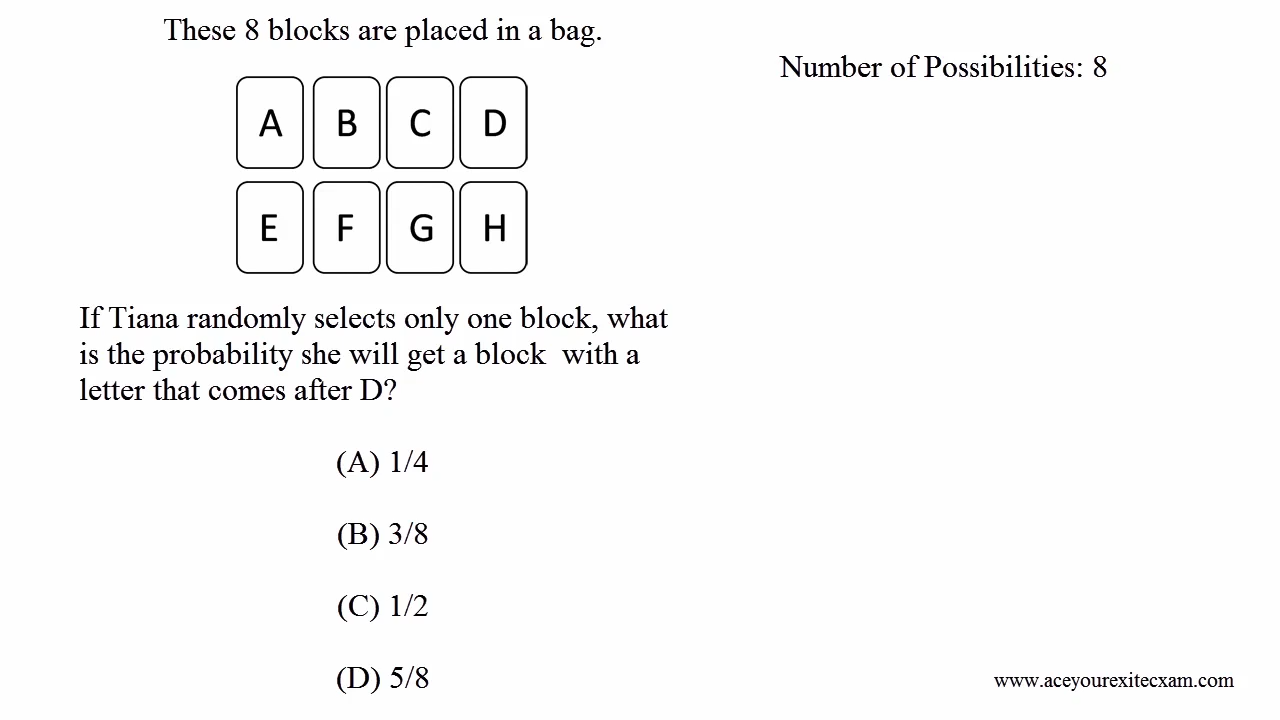 These 8 blocks are placed in a bag.
Number of Possibilities: 8
A B C D
E F G H
If Tiana randomly selects only one block, what
is the probability she will get a block  with a
letter that comes after D?
(A) 1/4
(B) 3/8
(C) 1/2
(D) 5/8
www.aceyourexitecxam.com